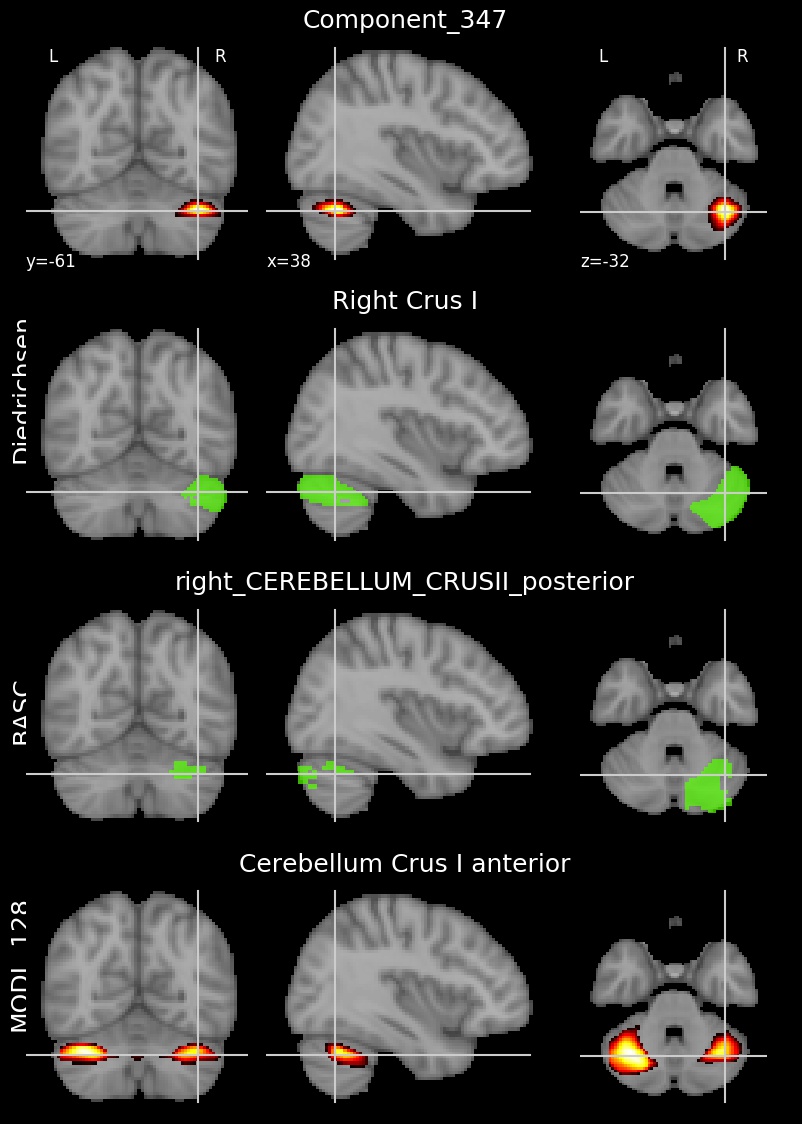 Component_347
L R L R
y=-61 x=38 z=-32
Right Crus I
Diedrichsen
right_CEREBELLUM_CRUSII_posterior
BASC
Cerebellum Crus I anterior
MODL 128